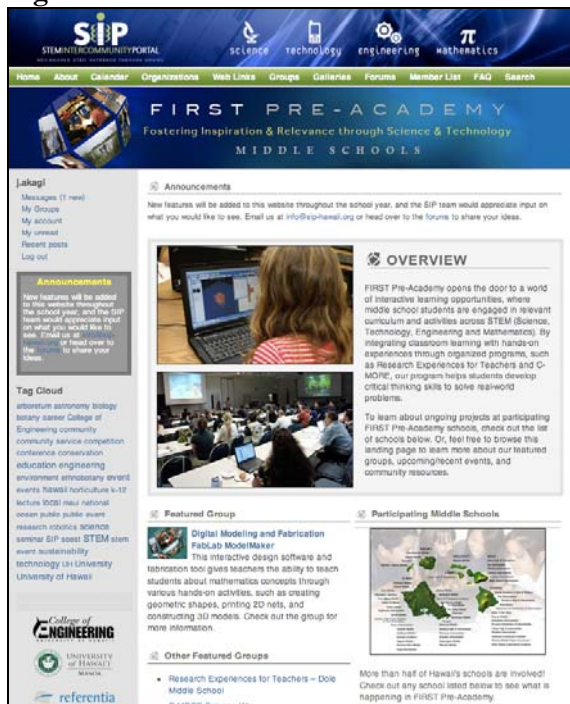 SiP
STEMINTERCOMMUNITYPORTAL
science technology engineering mathematics
π
Home About Calendar Organizations Web Links Groups Galleries Forums Member List FAQ Search
FIRST PRE-ACADEMY
Fostering Inspiration & Relevance through Science & Technology
MIDDLE SCHOOLS
j.akagi
Messages (1 new)
My Groups
My account
My unread
Recent posts
Log out
Announcements
New features will be added
to this website throughout
the school year, and the SIP
team would appreciate input
on what you would like to
see. Email us at
or head over to
the forums to share your
ideas.
Tag Cloud
arboretum astronomy biology
botany career College of
Engineering community
community service competition
conference conservation
education engineering
environment ethnobotany event
events hawaii horticulture k-12
lecture local maui national
ocean public public event
research robotics science
seminar SIP soest STEM stem
event sustainability
technology UH University
University of Hawaii
College of
ENGINEERING
UNIVERSITY
of HAWAI'I
MANOA
referentia
Announcements
New features will be added to this website throughout the school year, and the SIP team would appreciate input on
what you would like to see. Email us at info@sip-hawaii.org or head over to the forums to share your ideas.
OVERVIEW
FIRST Pre-Academy opens the door to a world
of interactive learning opportunities, where
middle school students are engaged in relevant
curriculum and activities across STEM (Science,
Technology, Engineering and Mathematics). By
integrating classroom learning with hands-on
experiences through organized programs, such
as Research Experiences for Teachers and C-
MORE, our program helps students develop
critical thinking skills to solve real-world
problems.
To learn about ongoing projects at participating
FIRST Pre-Academy schools, check out the list
of schools below. Or, feel free to browse this
landing page to learn more about our featured
groups, upcoming/recent events, and
community resources.
Featured Group
Digital Modeling and Fabrication
FabLab ModelMaker
This interactive design software and
fabrication tool gives teachers the ability to teach
students about mathematics concepts through
various hands-on activities, such as creating
geometric shapes, printing 2D nets, and
constructing 3D models. Check out the group for
more information.
Other Featured Groups
Research Experiences for Teachers – Dole
Middle School
Participating Middle Schools
More than half of Hawaii's schools are involved!
Check out any school listed below to see what is
happening in FIRST Pre-Academy.